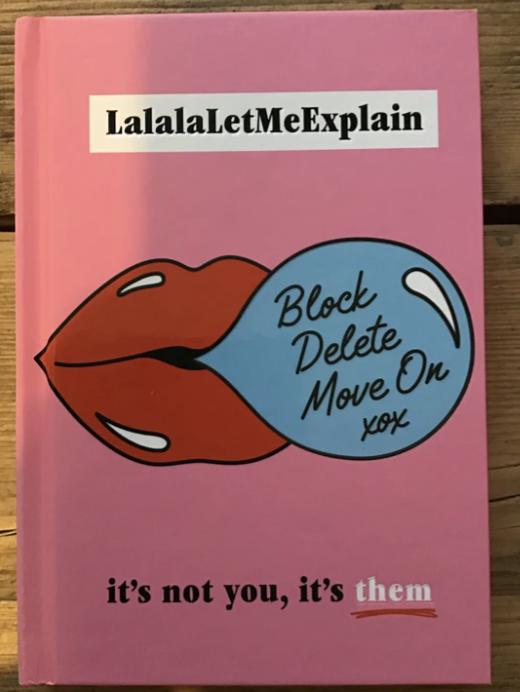 LalalaLetMeExplain
Block
Delete
Move On
xox
it's not you, it's them